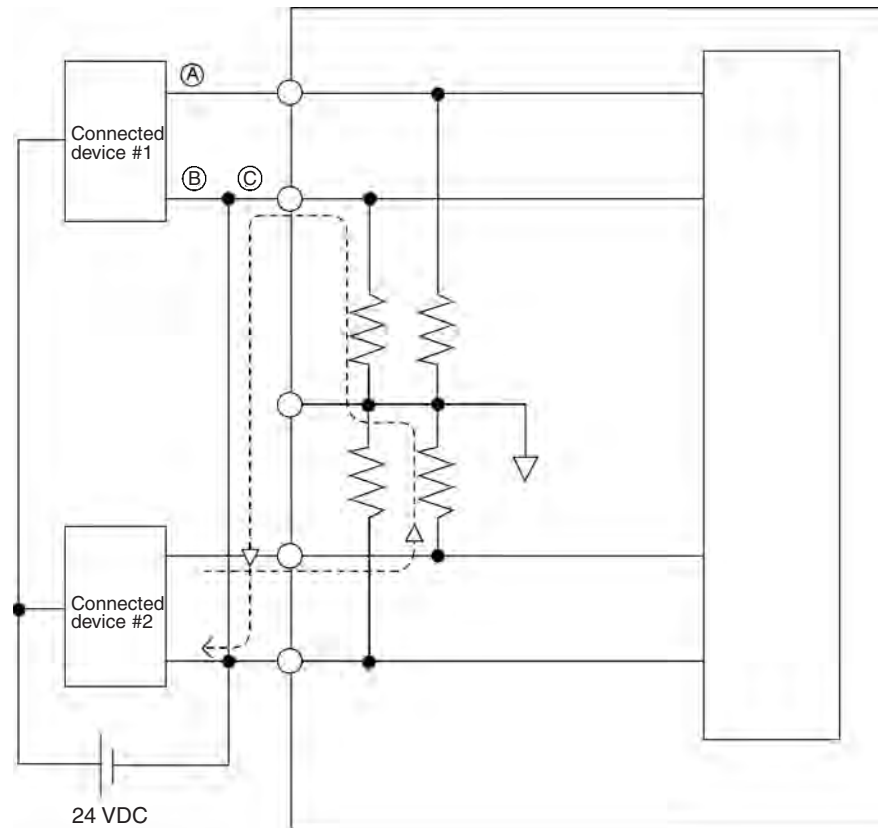 Ⓐ
Connected
device #1
Ⓑ Ⓒ
Connected
device #2
24 VDC